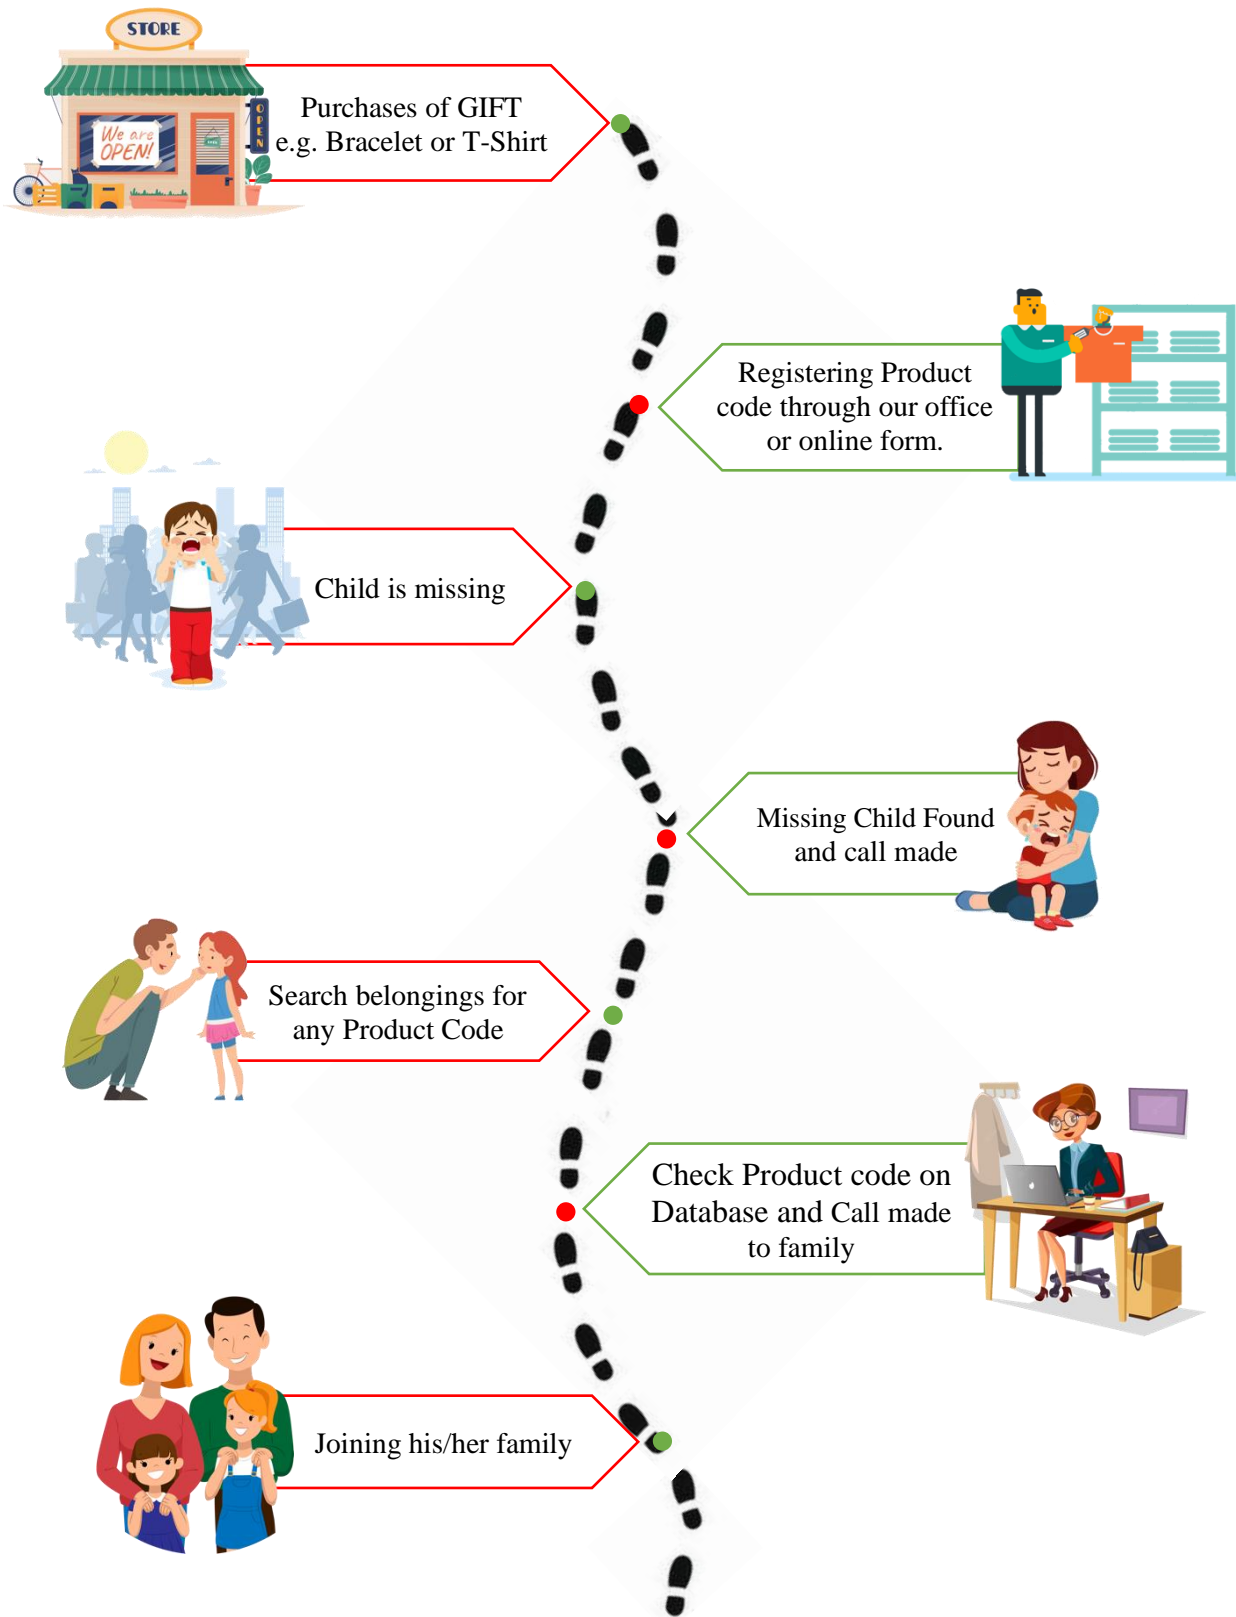 STORE
Purchases of GIFT
e.g. Bracelet or T-Shirt
We are
OPEN!
OPEN
Registering Product
code through our office
or online form.
Child is missing
Missing Child Found
and call made
Search belongings for
any Product Code
Check Product code on
Database and Call made
to family
Joining his/her family